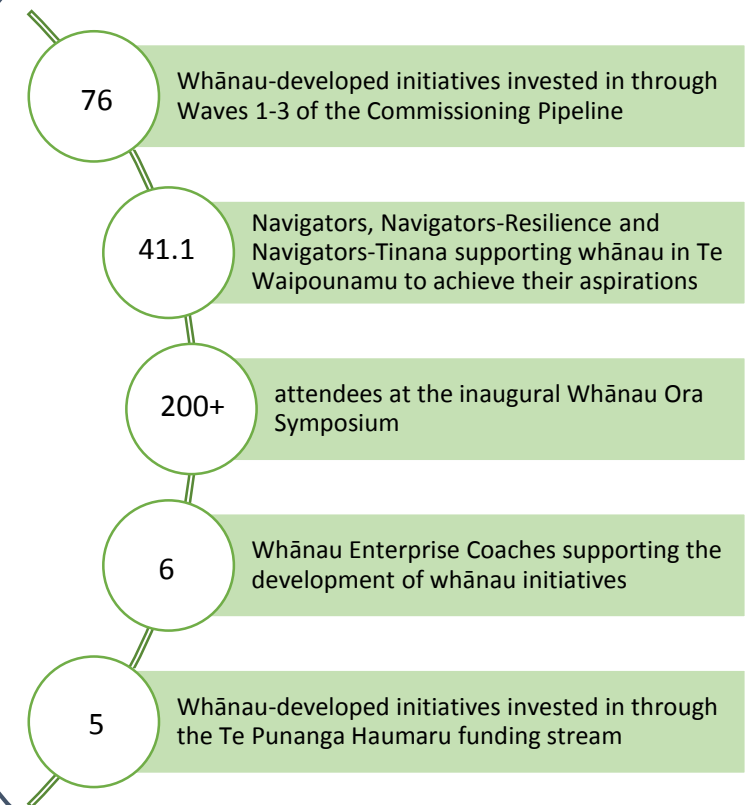 76
Whānau-developed initiatives invested in through
Waves 1-3 of the Commissioning Pipeline
41.1
Navigators, Navigators-Resilience and
Navigators-Tinana supporting whānau in Te
Waipounamu to achieve their aspirations
200+
attendees at the inaugural Whānau Ora
Symposium
6
Whānau Enterprise Coaches supporting the
development of whānau initiatives
5
Whānau-developed initiatives invested in through
the Te Punanga Haumaru funding stream